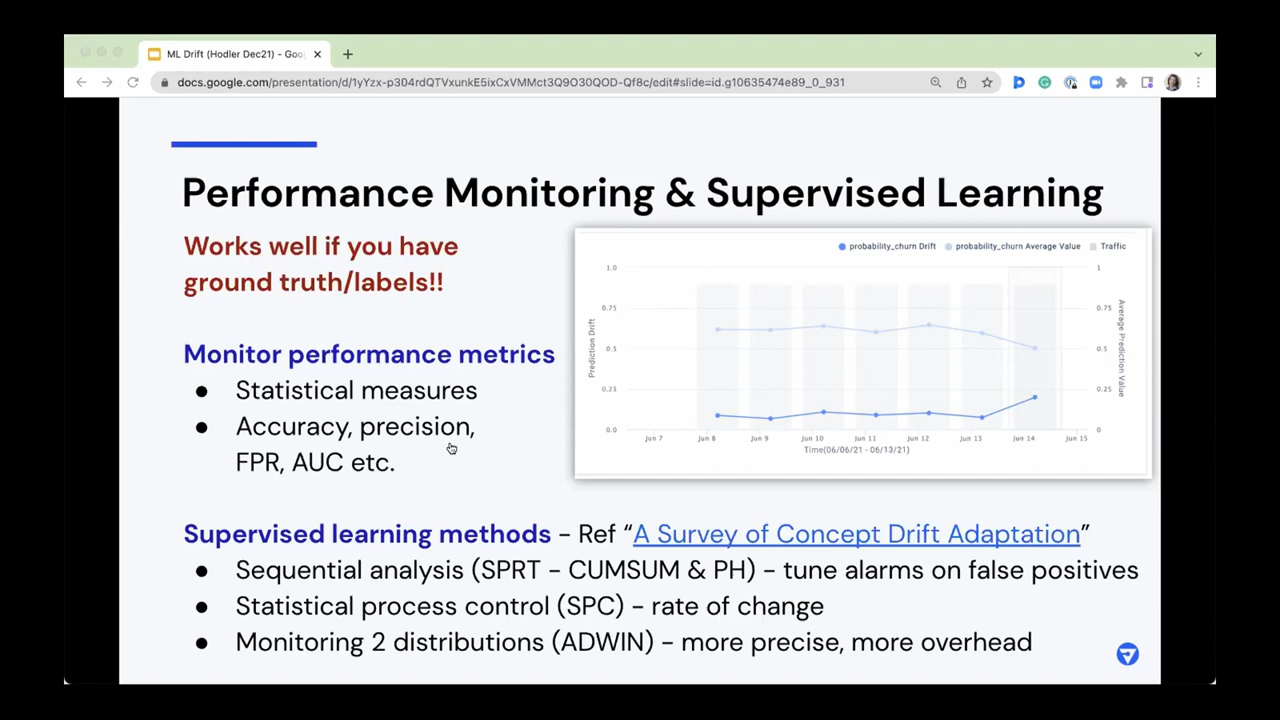 ML Drift (Hodler Dec21) - Goo
docs.google.com/presentation/d/1yYzx-p304rdQTVxunkE5ixCxVMMct3Q9O30QOD-Qf8c/edit#slide=id.g10635474e89_0_931
Performance Monitoring & Supervised Learning
Works well if you have
ground truth/labels!!
Monitor performance metrics
● Statistical measures
● Accuracy, precision,
FPR, AUC etc.
probability_churn Drift probability_churn Average Value Traffic
Prediction Drift
1.0
0.75
0.5
0.25
0.0
1
0.75
0.5
0.25
0
Average Prediction Value
Jun 7 Jun 8 Jun 9 Jun 10 Jun 11 Jun 12 Jun 13 Jun 14 Jun 15
Time(06/06/21 - 06/13/21)
Supervised learning methods – Ref “A Survey of Concept Drift Adaptation”
● Sequential analysis (SPRT – CUMSUM & PH) – tune alarms on false positives
● Statistical process control (SPC) – rate of change
● Monitoring 2 distributions (ADWIN) – more precise, more overhead